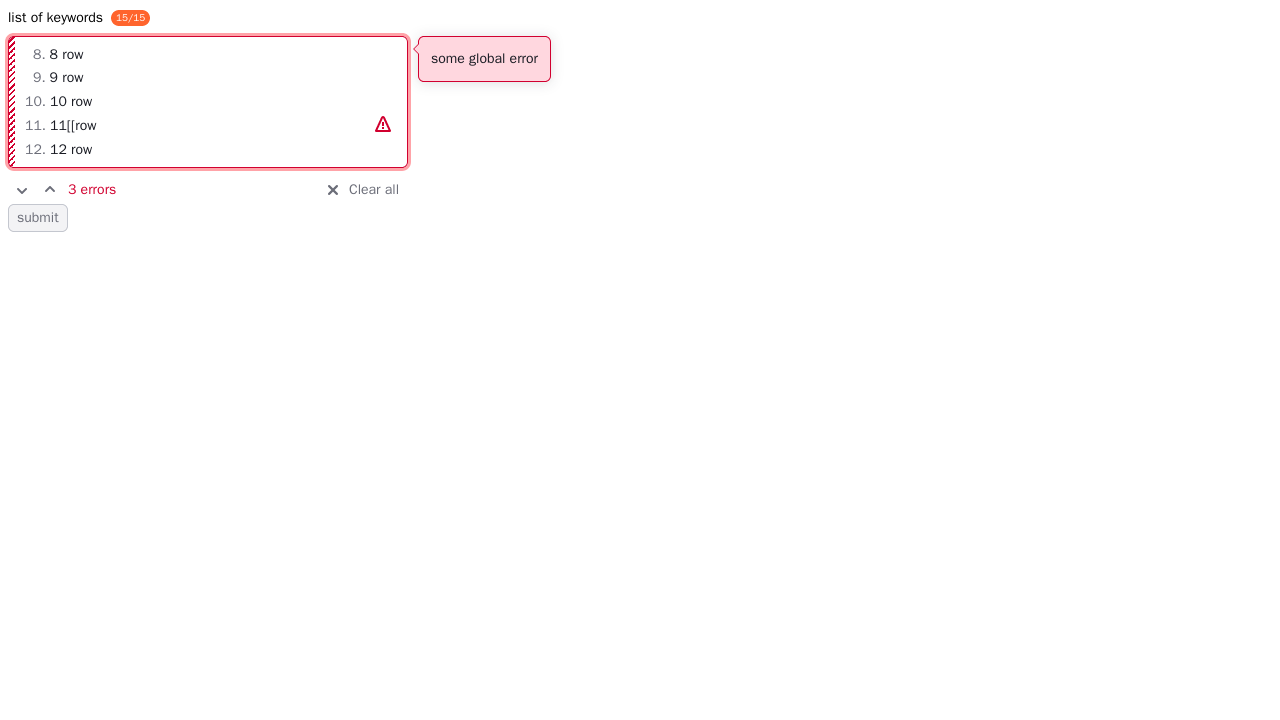 list of keywords 15/15
8. 8 row
9. 9 row
10. 10 row
11. 11[[row
12. 12 row
some global error
3 errors
Clear all
submit